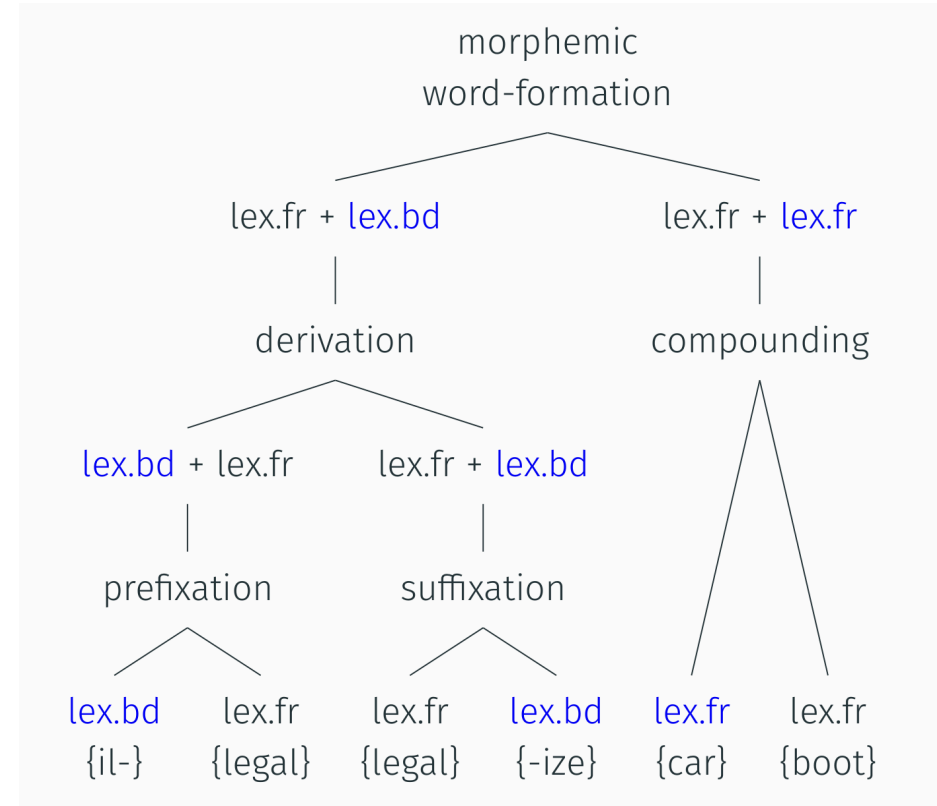 morphemic
word-formation
lex.fr + lex.bd lex.fr + lex.fr
derivation compounding
lex.bd + lex.fr lex.fr + lex.bd
prefixation suffixation
lex.bd lex.fr lex.fr lex.bd lex.fr lex.fr
{il-} {legal} {legal} {-ize} {car} {boot}